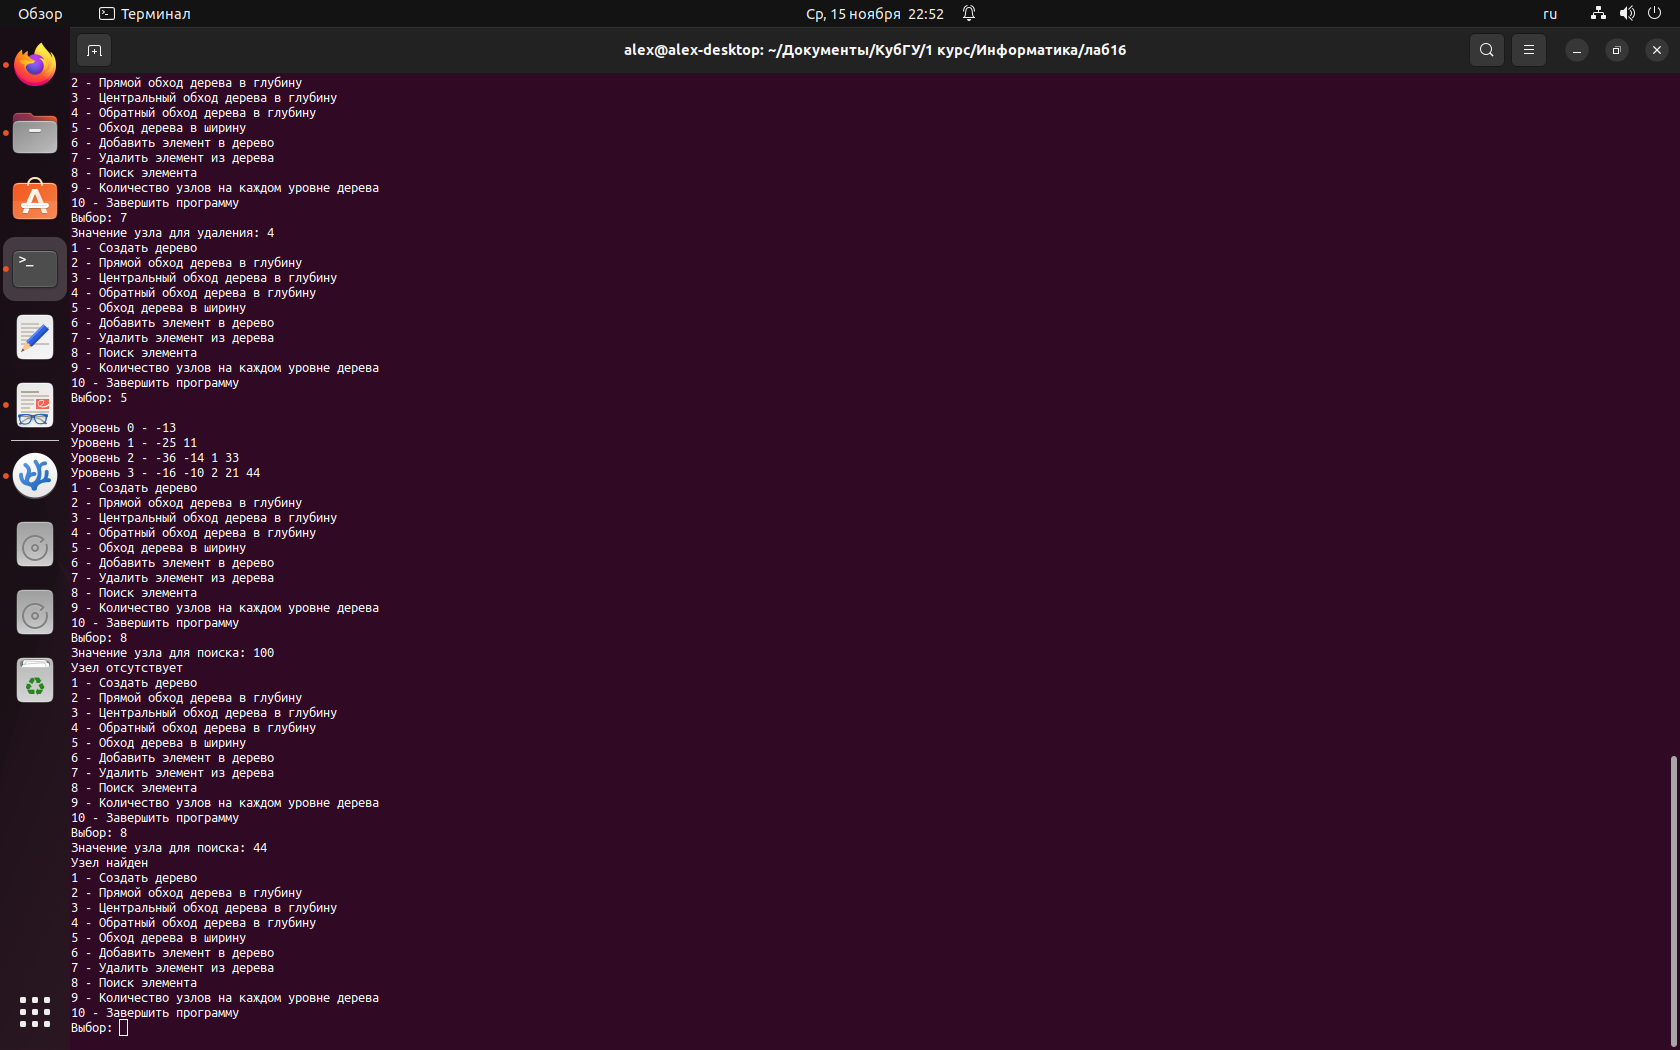 Обзор
Терминал
Ср, 15 ноября 22:52
ru
alex@alex-desktop: ~/Документы/КубГУ/1 курс/Информатика/лаб16
2 - Прямой обход дерева в глубину
3 - Центральный обход дерева в глубину
4 - Обратный обход дерева в глубину
5 - Обход дерева в ширину
6 - Добавить элемент в дерево
7 - Удалить элемент из дерева
8 - Поиск элемента
9 - Количество узлов на каждом уровне дерева
10 - Завершить программу
Выбор: 7
Значение узла для удаления: 4
1 - Создать дерево
2 - Прямой обход дерева в глубину
3 - Центральный обход дерева в глубину
4 - Обратный обход дерева в глубину
5 - Обход дерева в ширину
6 - Добавить элемент в дерево
7 - Удалить элемент из дерева
8 - Поиск элемента
9 - Количество узлов на каждом уровне дерева
10 - Завершить программу
Выбор: 5
Уровень 0 - -13
Уровень 1 - -25 11
Уровень 2 - -36 -14 1 33
Уровень 3 - -16 -10 2 21 44
1 - Создать дерево
2 - Прямой обход дерева в глубину
3 - Центральный обход дерева в глубину
4 - Обратный обход дерева в глубину
5 - Обход дерева в ширину
6 - Добавить элемент в дерево
7 - Удалить элемент из дерева
8 - Поиск элемента
9 - Количество узлов на каждом уровне дерева
10 - Завершить программу
Выбор: 8
Значение узла для поиска: 100
Узел отсутствует
1 - Создать дерево
2 - Прямой обход дерева в глубину
3 - Центральный обход дерева в глубину
4 - Обратный обход дерева в глубину
5 - Обход дерева в ширину
6 - Добавить элемент в дерево
7 - Удалить элемент из дерева
8 - Поиск элемента
9 - Количество узлов на каждом уровне дерева
10 - Завершить программу
Выбор: 8
Значение узла для поиска: 44
Узел найден
1 - Создать дерево
2 - Прямой обход дерева в глубину
3 - Центральный обход дерева в глубину
4 - Обратный обход дерева в глубину
5 - Обход дерева в ширину
6 - Добавить элемент в дерево
7 - Удалить элемент из дерева
8 - Поиск элемента
9 - Количество узлов на каждом уровне дерева
10 - Завершить программу
Выбор: